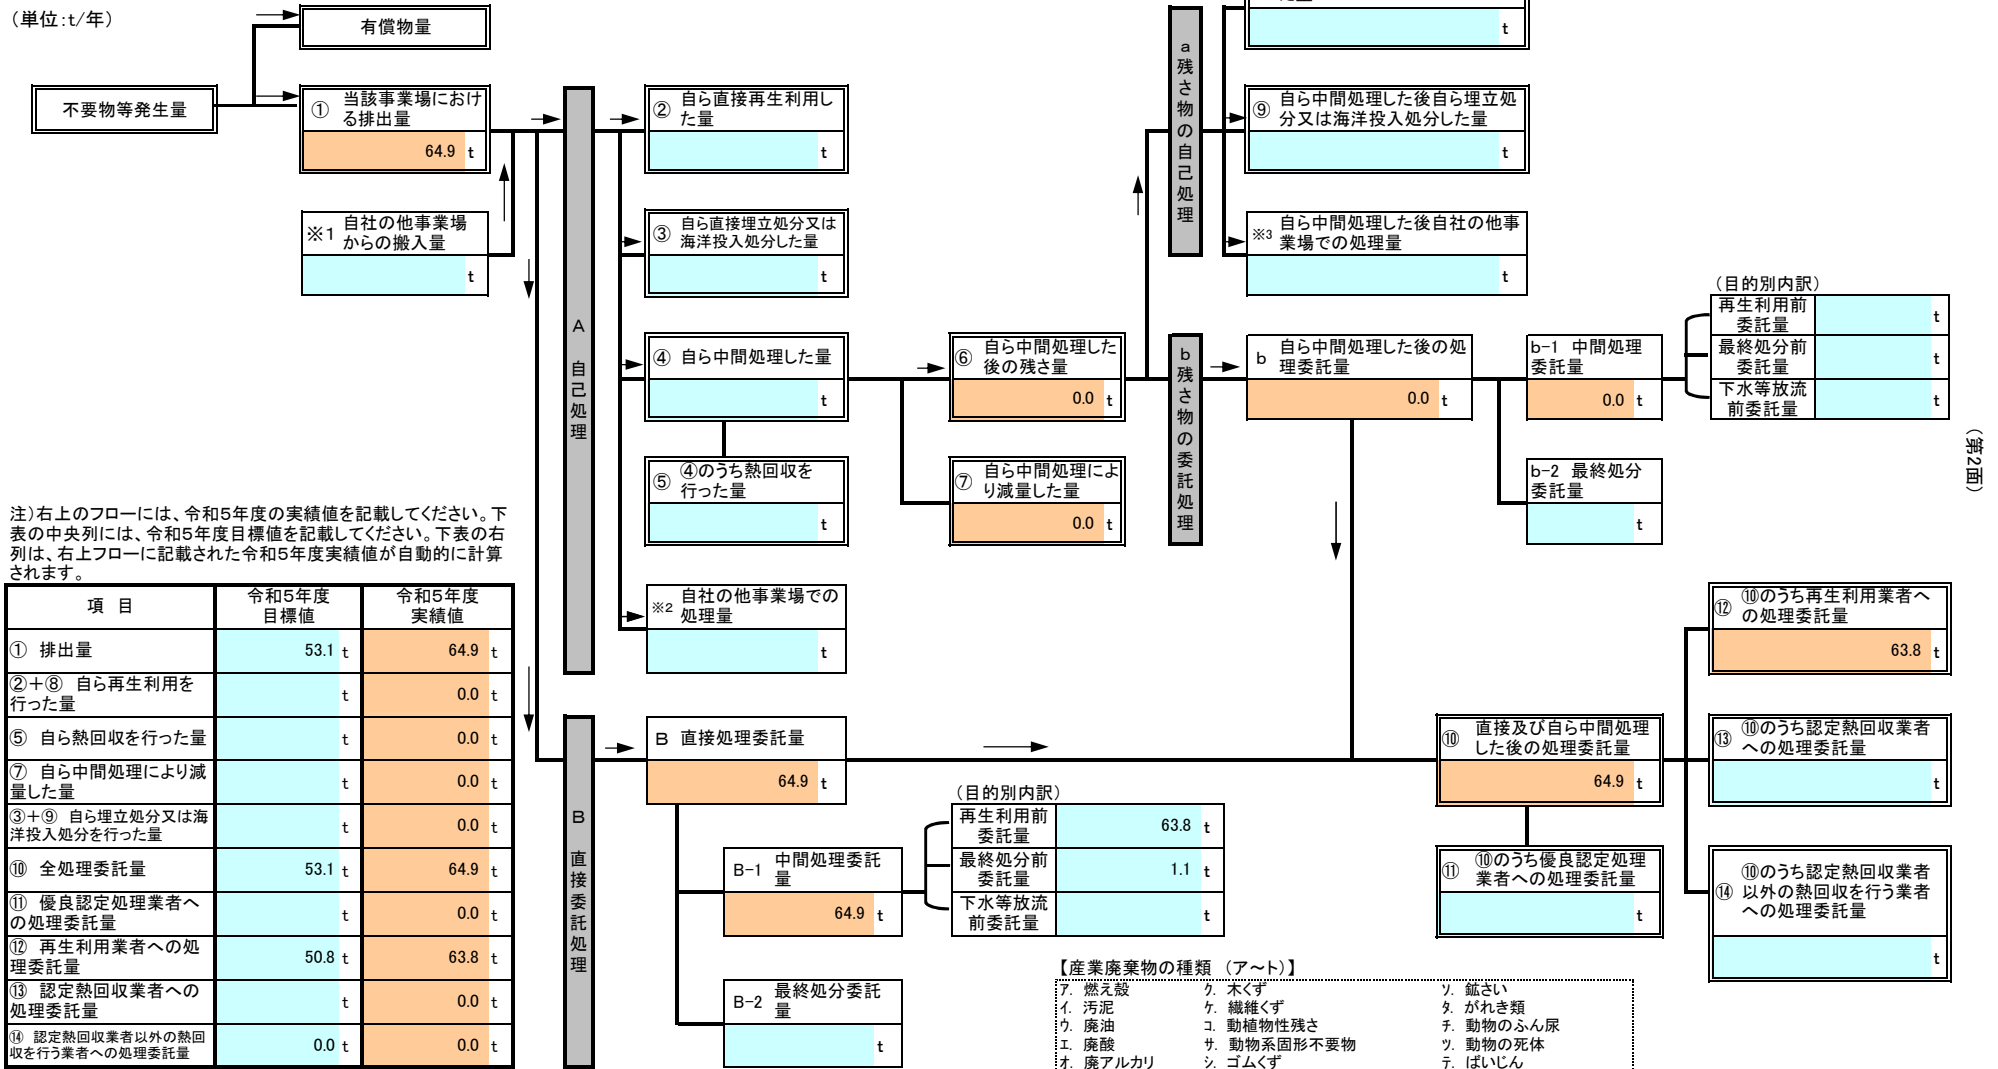 (単位:t/年)
有償物量
不要物等発生量
① 当該事業場におけ
る排出量
64.9 t
※1 自社の他事業場
からの搬入量
t
A 自己処理
② 自ら直接再生利用し
た量
t
③ 自ら直接埋立処分又は
海洋投入処分した量
t
④ 自ら中間処理した量
t
⑤ ④のうち熱回収を
行った量
t
※2 自社の他事業場での
処理量
t
⑥ 自ら中間処理した
後の残さ量
0.0 t
⑦ 自ら中間処理によ
り減量した量
0.0 t
a 残さ物の自己処理
t
⑨ 自ら中間処理した後自ら埋立処
分又は海洋投入処分した量
t
※3 自ら中間処理した後自社の他事
業場での処理量
t
b 残さ物の委託処理
b 自ら中間処理した後の処
理委託量
0.0 t
b-1 中間処理
委託量
0.0 t
(目的別内訳)
再生利用前
委託量
t
最終処分前
委託量
t
下水等放流
前委託量
t
b-2 最終処分
委託量
t
(第2面)
注)右上のフローには、令和5年度の実績値を記載してください。下
表の中央列には、令和5年度目標値を記載してください。下表の右
列は、右上フローに記載された令和5年度実績値が自動的に計算
されます。
項 目 令和5年度
目標値 令和5年度
実績値
① 排出量 53.1 t 64.9 t
②+⑧ 自ら再生利用を
行った量 t 0.0 t
⑤ 自ら熱回収を行った量 t 0.0 t
⑦ 自ら中間処理により減
量した量 t 0.0 t
③+⑨ 自ら埋立処分又は海
洋投入処分を行った量 t 0.0 t
⑩ 全処理委託量 53.1 t 64.9 t
⑪ 優良認定処理業者へ
の処理委託量 t 0.0 t
⑫ 再生利用業者への処
理委託量 50.8 t 63.8 t
⑬ 認定熱回収業者への
処理委託量 t 0.0 t
⑭ 認定熱回収業者以外の熱回
収を行う業者への処理委託量 0.0 t 0.0 t
B 直接委託処理
B 直接処理委託量
64.9 t
B-1 中間処理委託
量
64.9 t
(目的別内訳)
再生利用前
委託量
63.8 t
最終処分前
委託量
1.1 t
下水等放流
前委託量
t
B-2 最終処分委託
量
t
⑩ 直接及び自ら中間処理
した後の処理委託量
64.9 t
⑪ ⑩のうち優良認定処理
業者への処理委託量
t
⑫ ⑩のうち再生利用業者へ
の処理委託量
63.8 t
⑬ ⑩のうち認定熱回収業者
への処理委託量
t
⑭ ⑩のうち認定熱回収業者
以外の熱回収を行う業者
への処理委託量
t
【産業廃棄物の種類 (ア~ト)】
ア. 燃え殻 ク. 木くず ソ. 鉱さい
イ. 汚泥 ケ. 繊維くず タ. がれき類
ウ. 廃油 コ. 動植物性残さ チ. 動物のふん尿
エ. 廃酸 サ. 動物系固形不要物 ツ. 動物の死体
オ. 廃アルカリ シ. ゴムくず テ. ばいじん